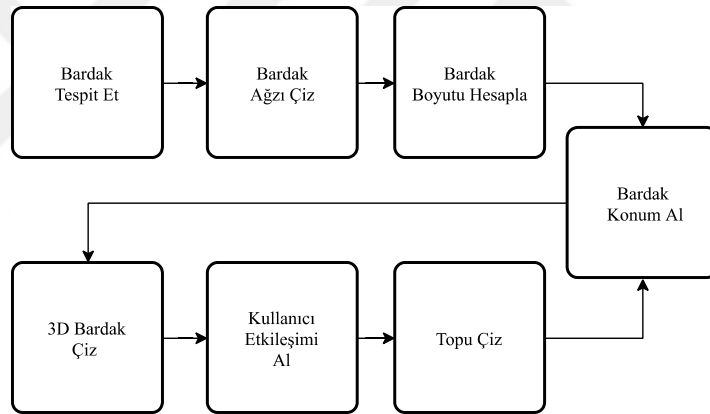 Bardak
Tespit Et
Bardak
Ağzı Çiz
Bardak
Boyutu Hesapla
Bardak
Konum Al
3D Bardak
Çiz
Kullanıcı
Etkileşimi
Al
Topu Çiz